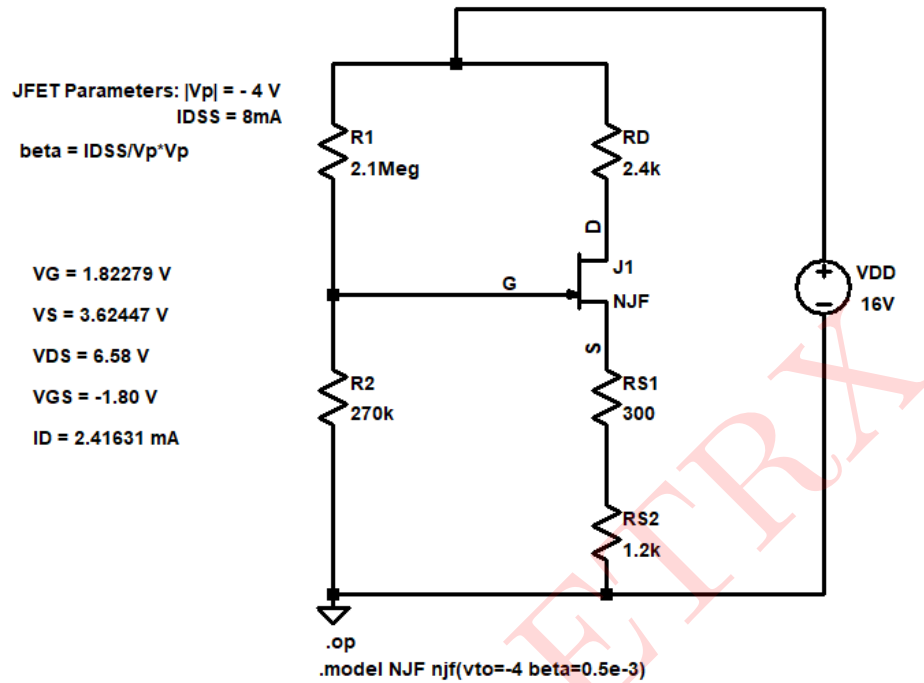 JFET Parameters: |Vp| = - 4 V
IDSS = 8mA
beta = IDSS/Vp*Vp
R1
2.1Meg
RD
2.4k
D
J1
NJF
G
S
VDD
16V
VG = 1.82279 V
VS = 3.62447 V
VDS = 6.58 V
VGS = -1.80 V
ID = 2.41631 mA
R2
270k
RS1
300
RS2
1.2k
.op
.model NJF njf(vto=-4 beta=0.5e-3)
ETRX